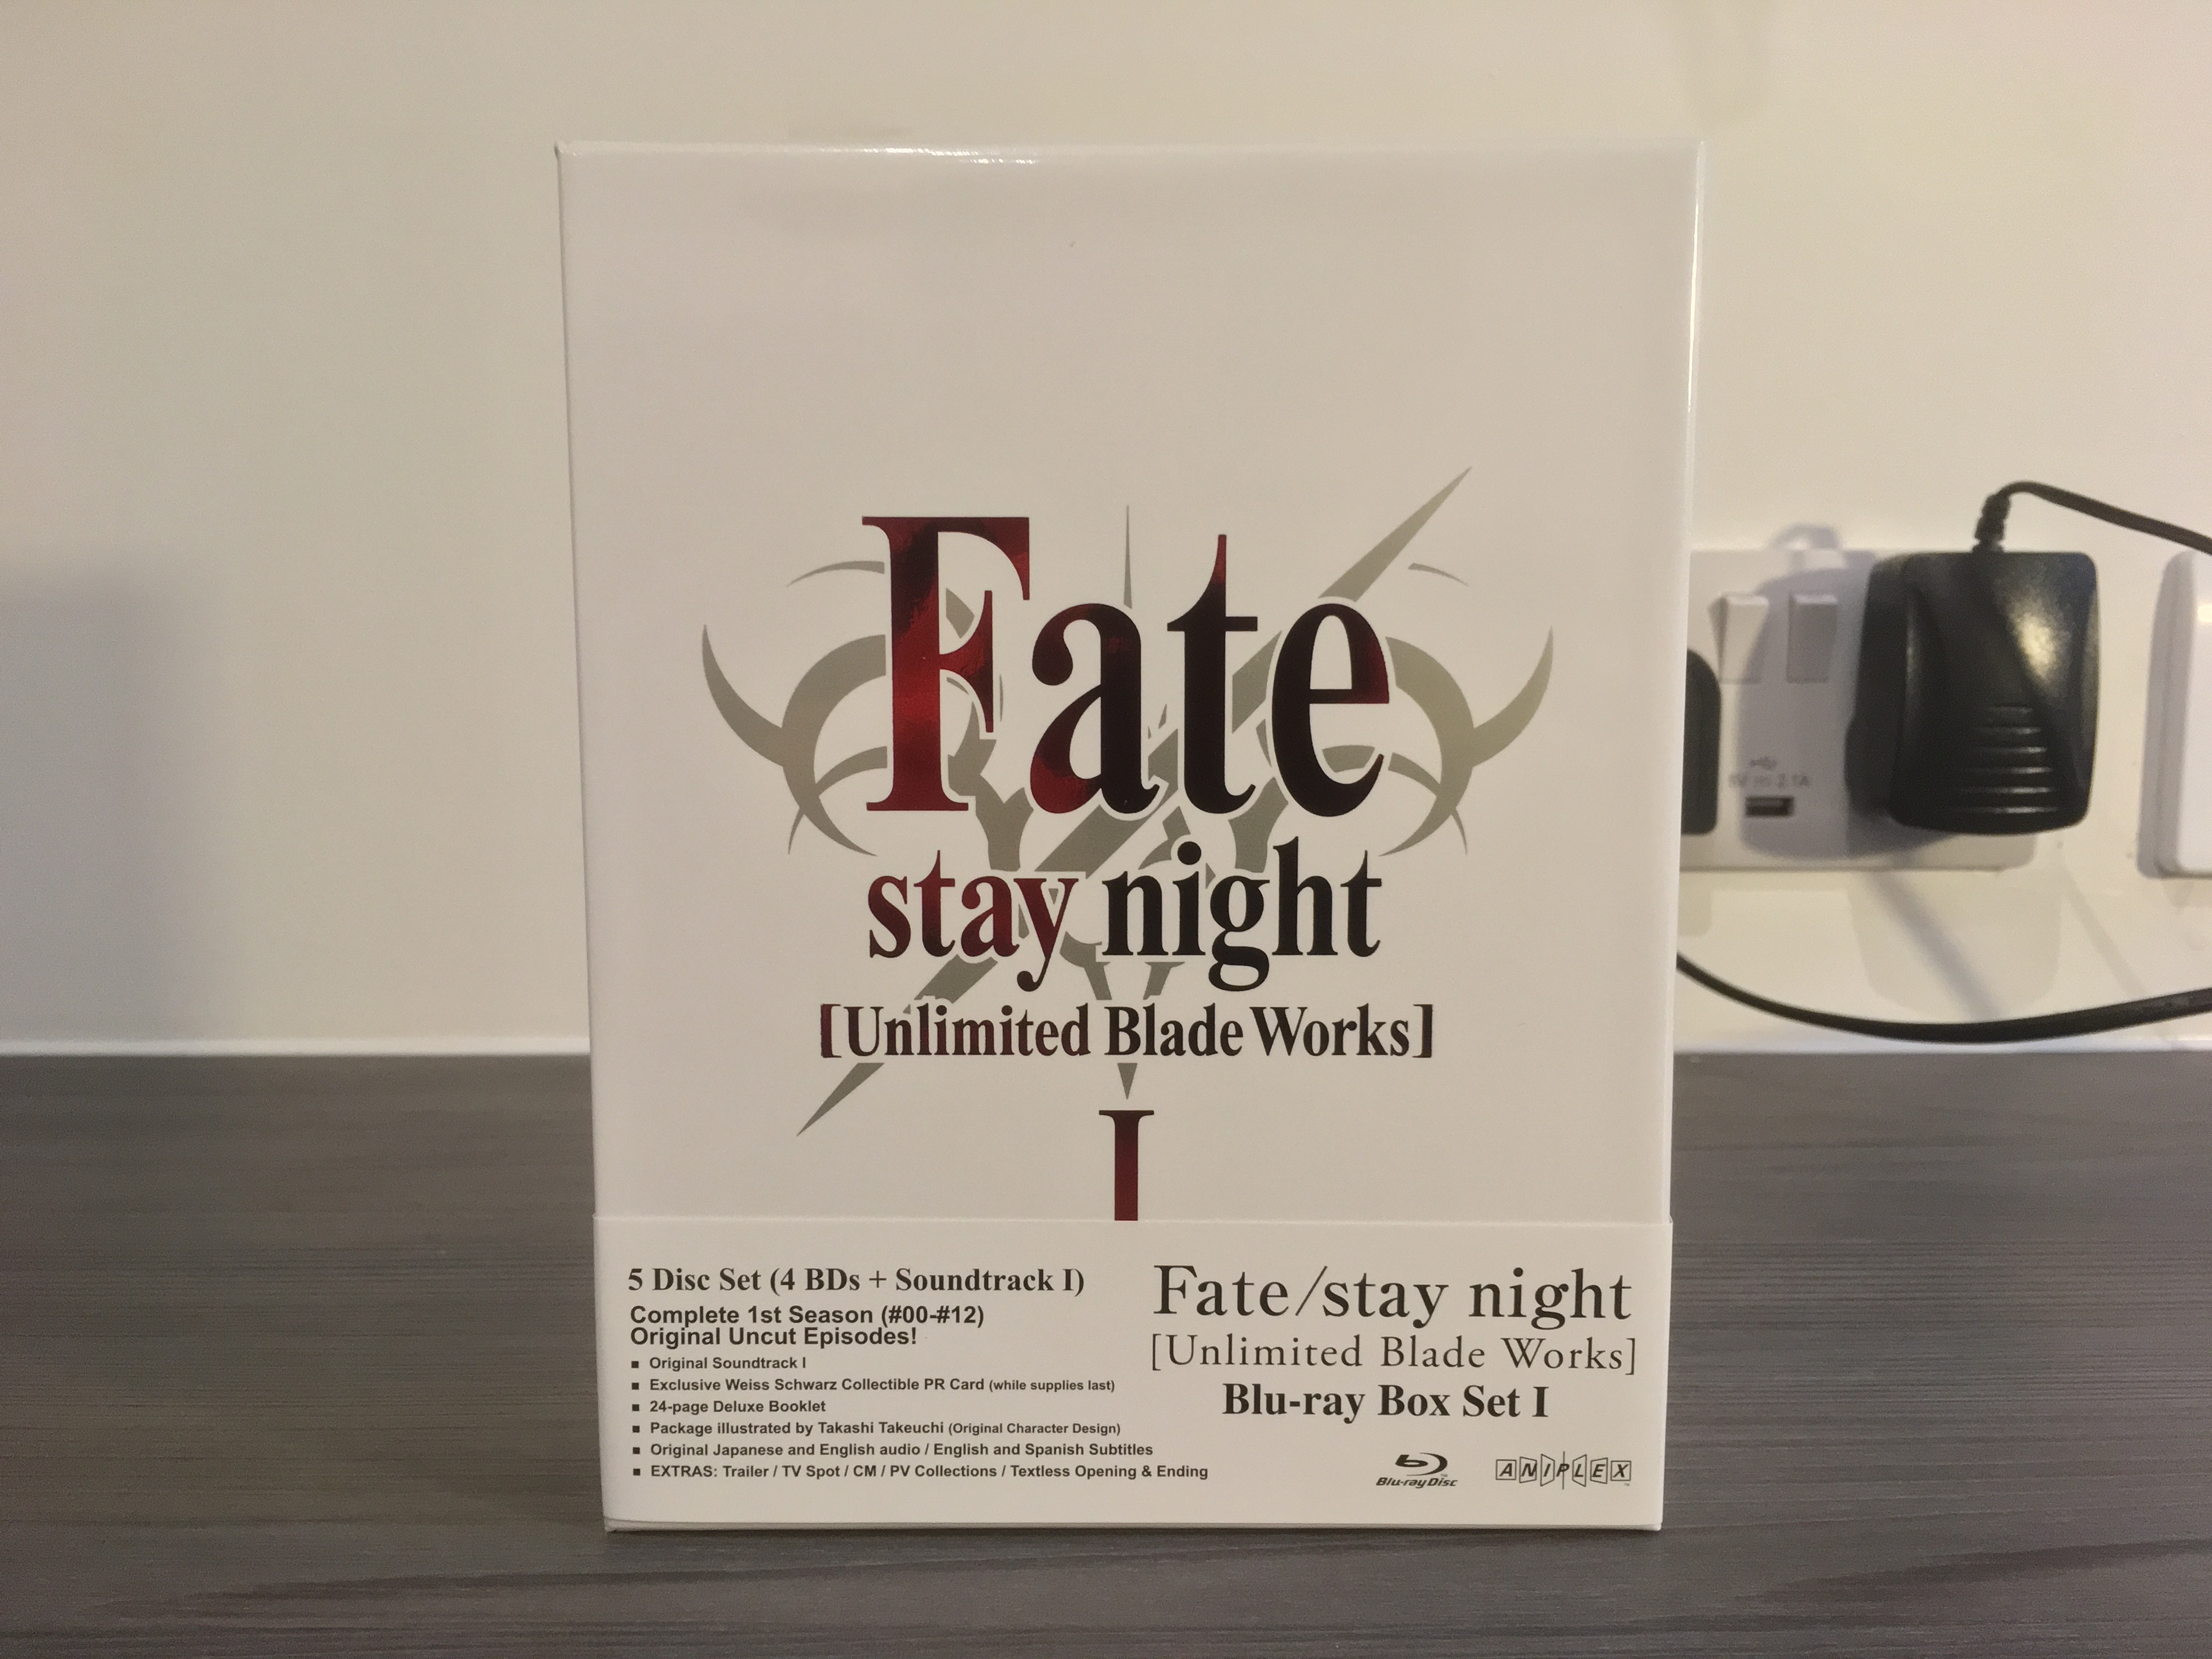 Fate
stay night
[Unlimited Blade Works]
I
5 Disc Set (4 BDs + Soundtrack I)
Complete 1st Season (#00-#12)
Original Uncut Episodes!
▪ Original Soundtrack I
▪ Exclusive Weiss Schwarz Collectible PR Card (while supplies last)
▪ 24-page Deluxe Booklet
▪ Package illustrated by Takashi Takeuchi (Original Character Design)
▪ Original Japanese and English audio / English and Spanish Subtitles
▪ EXTRAS: Trailer / TV Spot / CM / PV Collections / Textless Opening & Ending
Fate/stay night
[Unlimited Blade Works]
Blu-ray Box Set I
Blu-ray Disc
ANIPLEX
2.1A